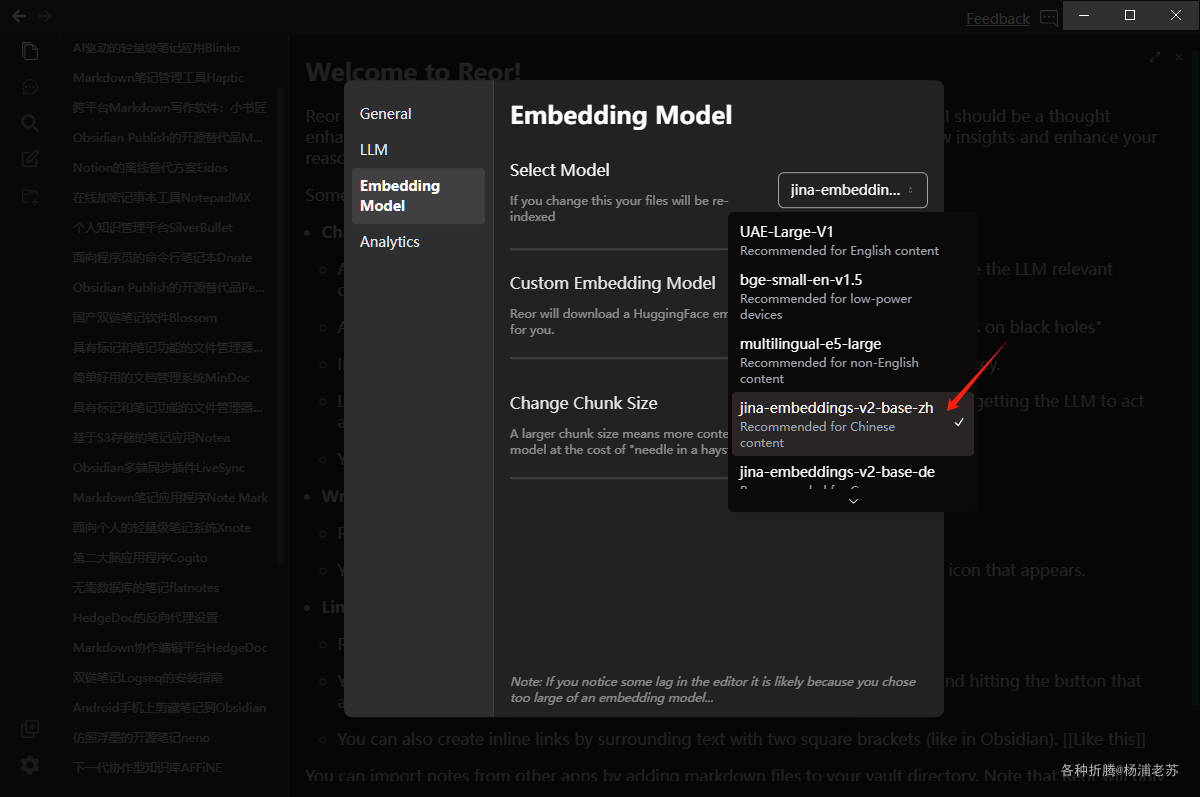 Feedback
AI驱动的轻量级笔记应用Blinko
Markdown笔记管理工具Haptic
跨平台Markdown写作软件：小书匠
Obsidian Publish的开源替代品M...
Notion的离线替代方案Eidos
在线加密记事本工具NotepadMX
个人知识管理平台SilverBullet
面向程序员的命令行笔记本Dnote
Obsidian Publish的开源替代品Pe...
国产双链笔记软件Blossom
具有标记和笔记功能的文件管理器...
简单好用的文档管理系统MinDoc
具有标记和笔记功能的文件管理器...
基于S3存储的笔记应用Notea
Obsidian多端同步插件LiveSync
Markdown笔记应用程序Note Mark
面向个人的轻量级笔记系统Xnote
第二大脑应用程序Cogito
无需数据库的笔记flatnotes
HedgeDoc的反向代理设置
Markdown协作编辑平台HedgeDoc
双链笔记Logseq的安装指南
Android手机上剪藏笔记到Obsidian
仿照浮墨的开源笔记neno
下一代协作型知识库AFFiNE
Welcome to Reor!
Reor
I should be a thought
enha
w insights and enhance your
reaso
Some
Cha
e the LLM relevant
s on black holes"
getting the LLM to act
Wr
icon that appears.
Lin
nd hitting the button that
You can also create inline links by surrounding text with two square brackets (like in Obsidian). [[Like this]]
You can import notes from other apps by adding markdown files to your vault directory. Note that Reor will only
General
LLM
Embedding
Model
Analytics
Embedding Model
Select Model
If you change this your files will be re-
indexed
jina-embeddin...
Custom Embedding Model
Reor will download a HuggingFace em
for you.
Change Chunk Size
A larger chunk size means more conte
model at the cost of "needle in a hays
Note: If you notice some lag in the editor it is likely because you chose
too large of an embedding model...
UAE-Large-V1
Recommended for English content
bge-small-en-v1.5
Recommended for low-power
devices
multilingual-e5-large
Recommended for non-English
content
jina-embeddings-v2-base-zh
Recommended for Chinese
content
jina-embeddings-v2-base-de
各种折腾@杨浦老苏